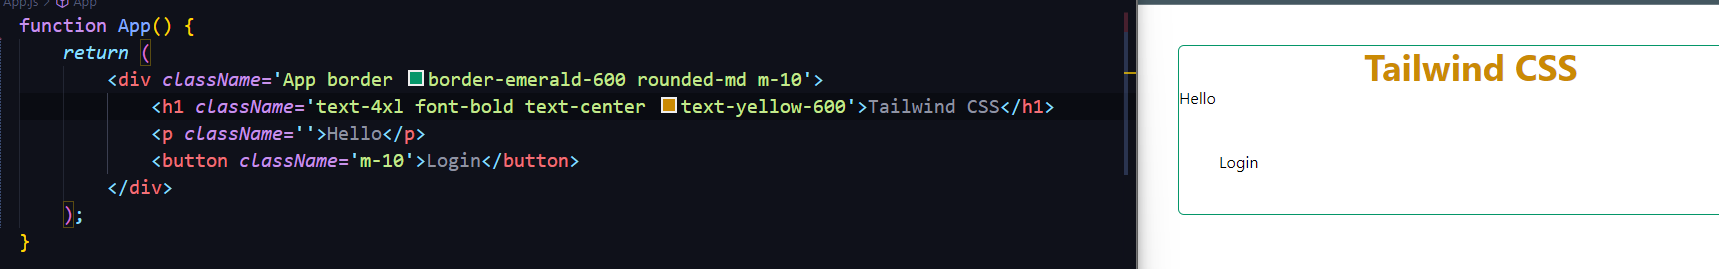 App.js > App
function App() {
return (
<div className='App border border-emerald-600 rounded-md m-10'>
<h1 className='text-4xl font-bold text-center text-yellow-600'>Tailwind CSS</h1>
<p className=''>Hello</p>
<button className='m-10'>Login</button>
</div>
);
}
Tailwind CSS
Hello
Login